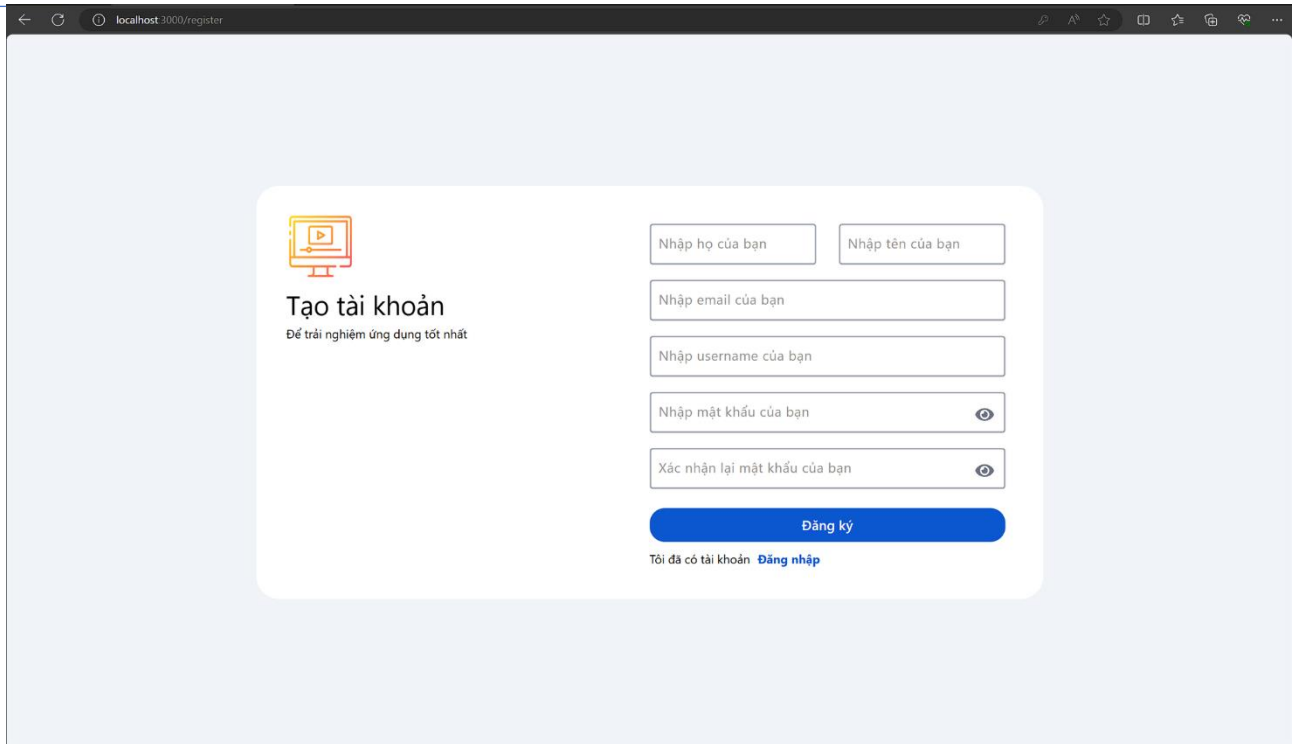 localhost:3000/register
Tạo tài khoản
Để trải nghiệm ứng dụng tốt nhất
Nhập họ của bạn
Nhập tên của bạn
Nhập email của bạn
Nhập username của bạn
Nhập mật khẩu của bạn
Xác nhận lại mật khẩu của bạn
Đăng ký
Tôi đã có tài khoản Đăng nhập